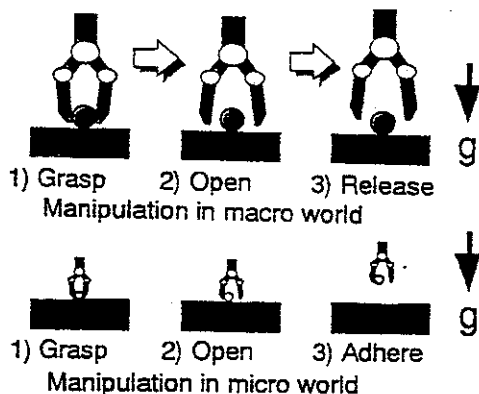 g
1) Grasp 2) Open 3) Release
Manipulation in macro world
g
1) Grasp 2) Open 3) Adhere
Manipulation in micro world